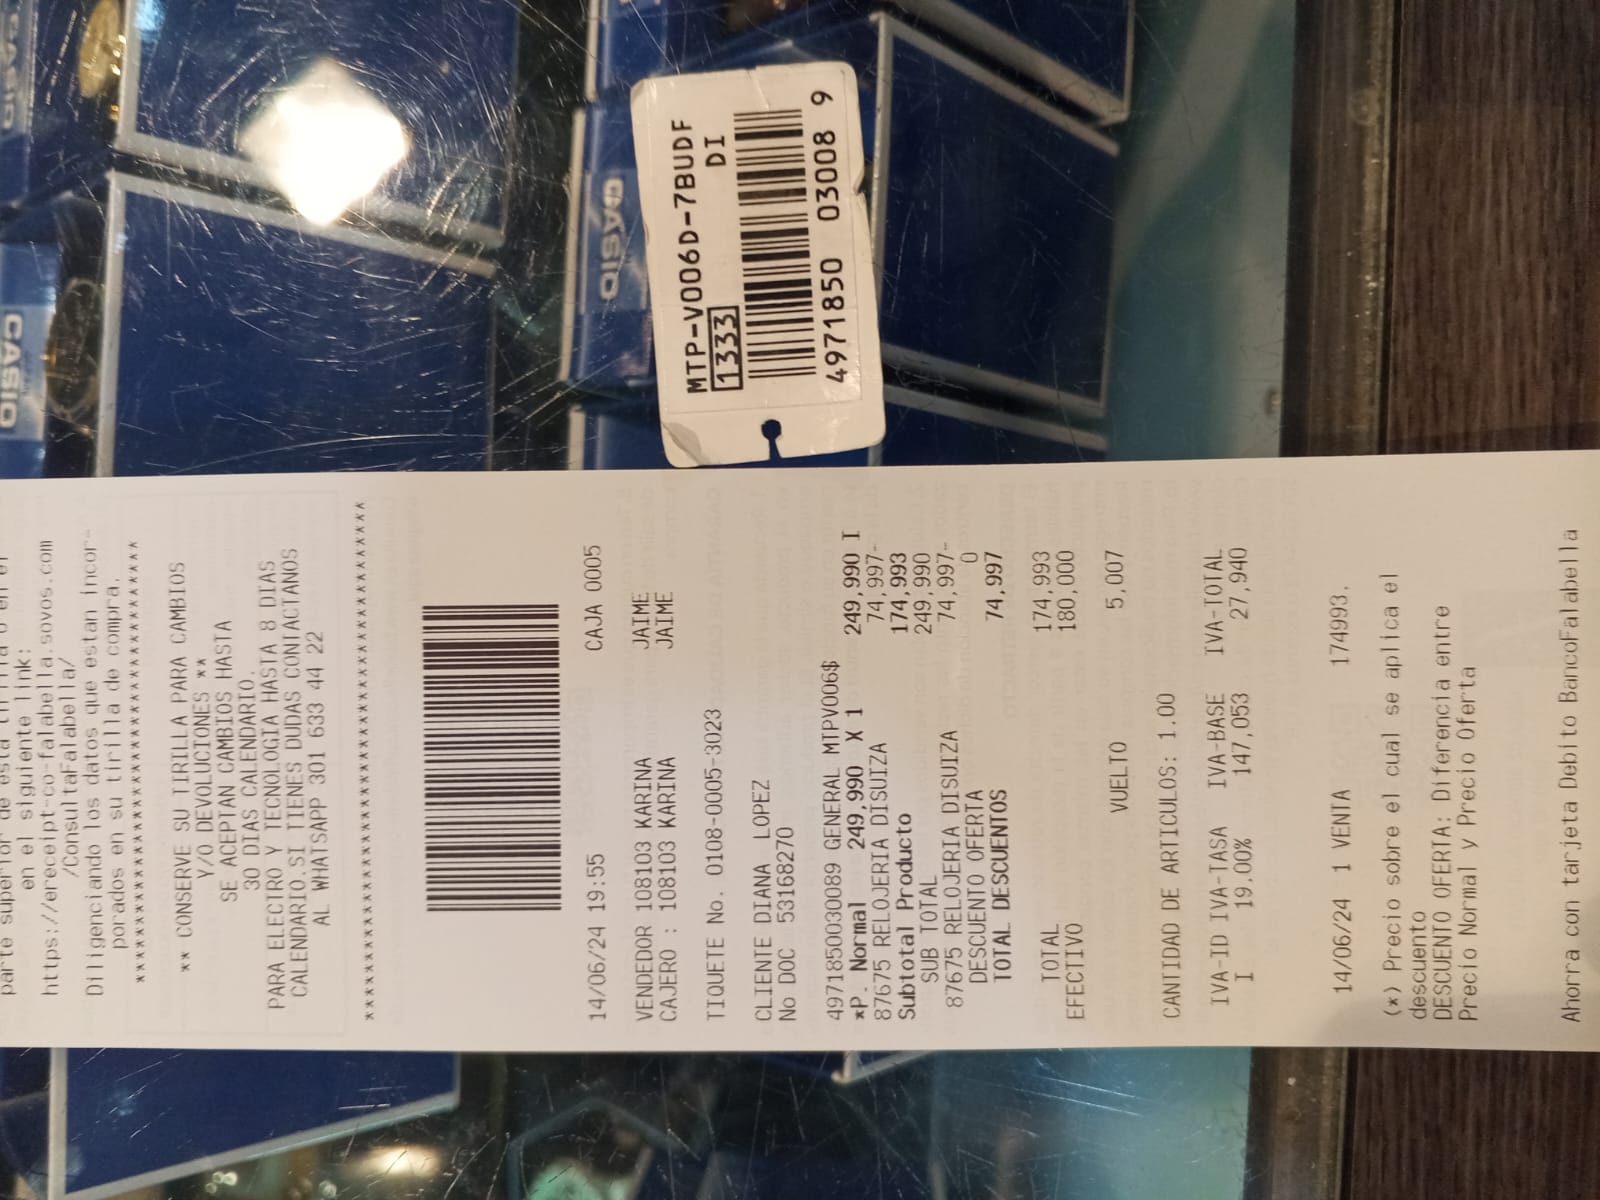 CASIO
CASIO
CASIO
MTP-V006D-7BUDF
1333 DI
4971850 03008 9
parte superior de esta tirilla o en el
en el siguiente link:
https://ereceipt-co-falabella.sovos.com
/ConsultaFalabella/
Diligenciando los datos que estan incor-
porados en su tirilla de compra.
****************************************
** CONSERVE SU TIRILLA PARA CAMBIOS
Y/O DEVOLUCIONES **
SE ACEPTAN CAMBIOS HASTA
30 DIAS CALENDARIO.
PARA ELECTRO Y TECNOLOGIA HASTA 8 DIAS
CALENDARIO.SI TIENES DUDAS CONTACTANOS
AL WHATSAPP 301 633 44 22
****************************************
14/06/24 19:55 CAJA 0005
VENDEDOR 108103 KARINA JAIME
CAJERO : 108103 KARINA JAIME
TIQUETE No. 0108-0005-3023
CLIENTE DIANA LOPEZ
No DOC 53168270
4971850030089 GENERAL MTPV006$
*P. Normal 249,990 X 1 249,990 I
87675 RELOJERIA DISUIZA 74,997-
Subtotal Producto 174,993
SUB TOTAL 249,990
87675 RELOJERIA DISUIZA 74,997-
DESCUENTO OFERTA 0
TOTAL DESCUENTOS 74,997
TOTAL 174,993
EFECTIVO 180,000
VUELTO 5,007
CANTIDAD DE ARTICULOS: 1.00
IVA-ID IVA-TASA IVA-BASE IVA-TOTAL
I 19.00% 147,053 27,940
14/06/24 1 VENTA 174993.
(*) Precio sobre el cual se aplica el
descuento
DESCUENTO OFERTA: Diferencia entre
Precio Normal y Precio Oferta
Ahorra con tarjeta Debito BancoFalabella